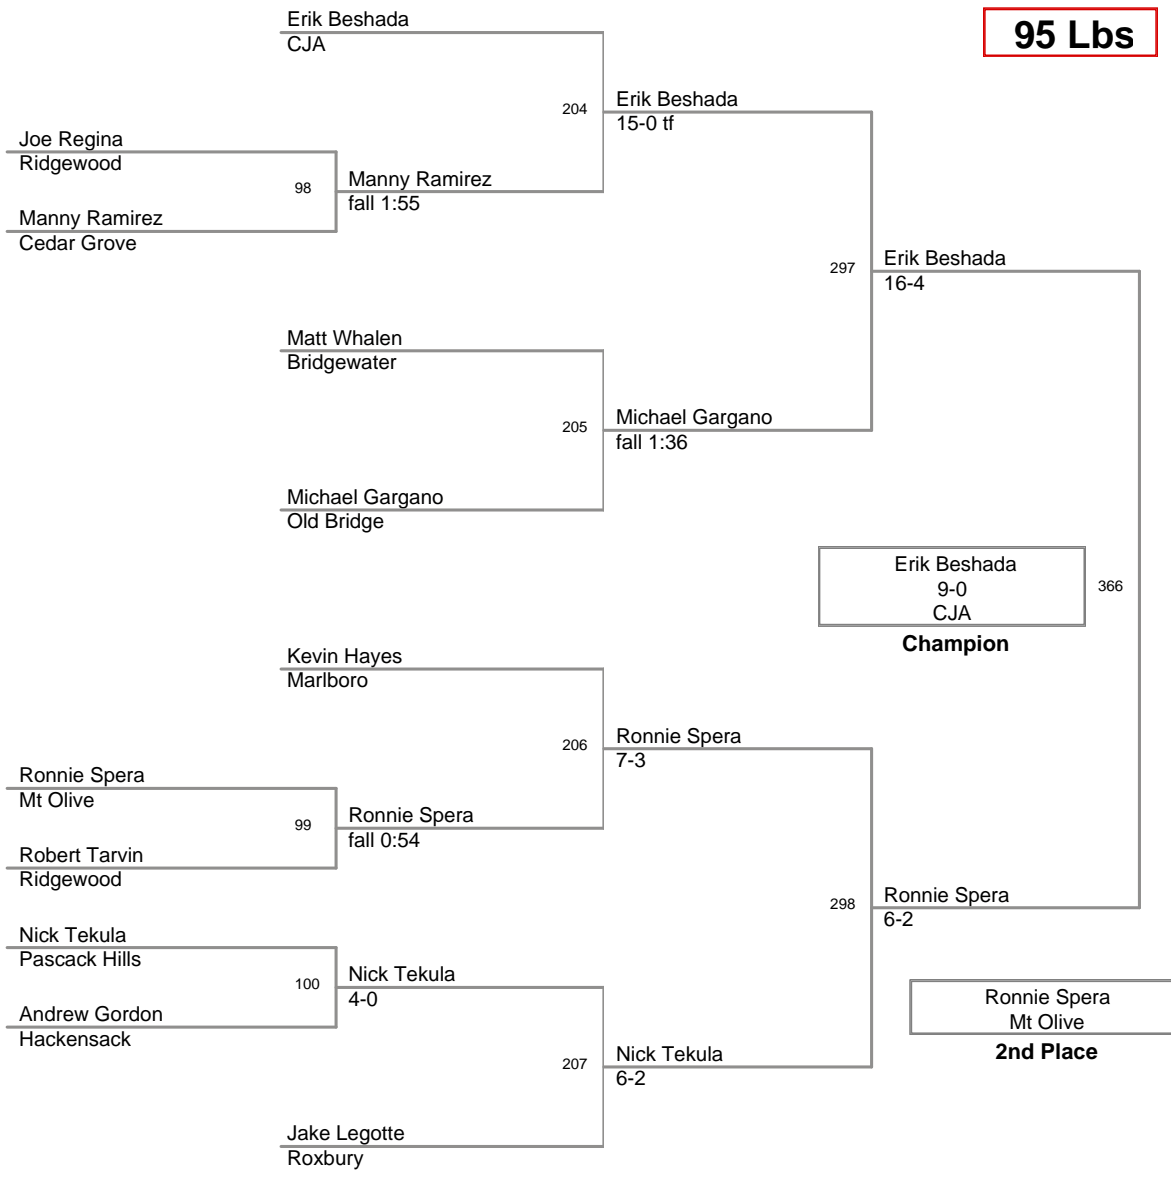 95 Lbs
Erik Beshada
CJA
204
Erik Beshada
15-0 tf
Joe Regina
Ridgewood
98
Manny Ramirez
fall 1:55
Manny Ramirez
Cedar Grove
297
Erik Beshada
16-4
Matt Whalen
Bridgewater
205
Michael Gargano
fall 1:36
Michael Gargano
Old Bridge
Erik Beshada
9-0
CJA
366
Champion
Kevin Hayes
Marlboro
206
Ronnie Spera
7-3
Ronnie Spera
Mt Olive
99
Ronnie Spera
fall 0:54
Robert Tarvin
Ridgewood
298
Ronnie Spera
6-2
Nick Tekula
Pascack Hills
100
Nick Tekula
4-0
Andrew Gordon
Hackensack
Ronnie Spera
Mt Olive
2nd Place
207
Nick Tekula
6-2
Jake Legotte
Roxbury